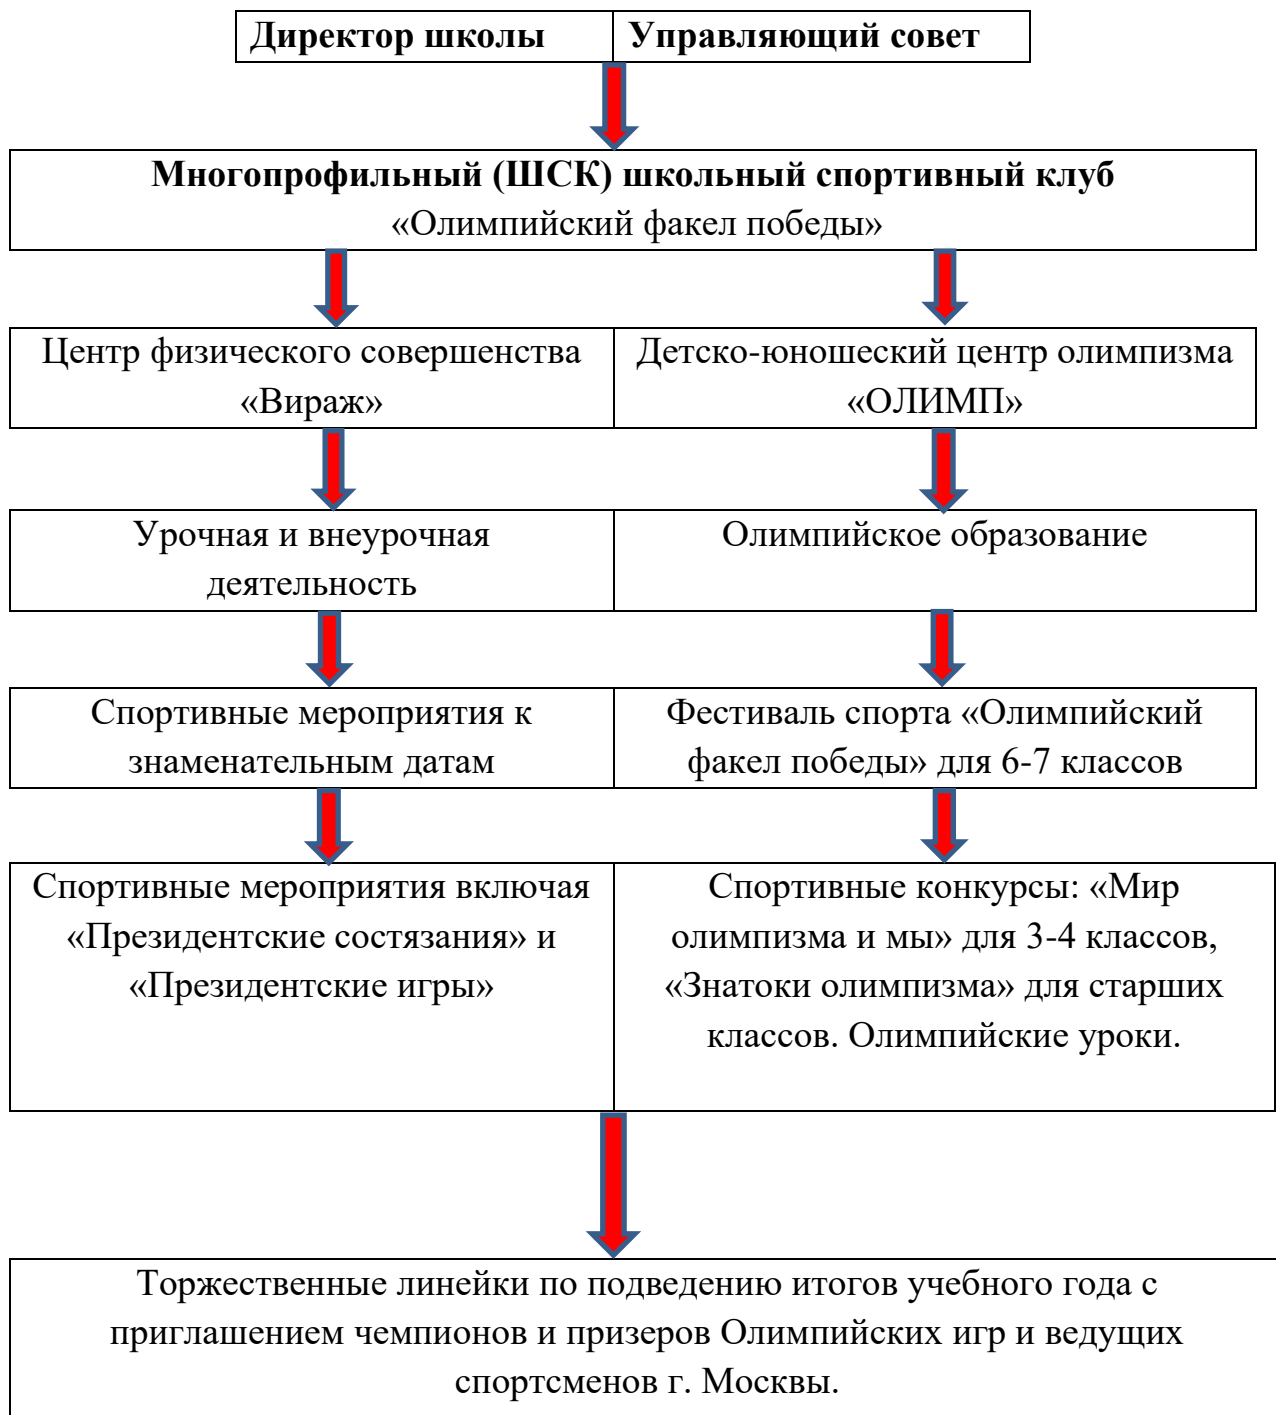 Директор школы
Управляющий совет
Многопрофильный (ШСК) школьный спортивный клуб
«Олимпийский факел победы»
Центр физического совершенства
«Вираж»
Детско-юношеский центр олимпизма
«ОЛИМП»
Урочная и внеурочная
деятельность
Олимпийское образование
Спортивные мероприятия к
знаменательным датам
Фестиваль спорта «Олимпийский
факел победы» для 6-7 классов
Спортивные мероприятия включая
«Президентские состязания» и
«Президентские игры»
Спортивные конкурсы: «Мир
олимпизма и мы» для 3-4 классов,
«Знатоки олимпизма» для старших
классов. Олимпийские уроки.
Торжественные линейки по подведению итогов учебного года с
приглашением чемпионов и призеров Олимпийских игр и ведущих
спортсменов г. Москвы.